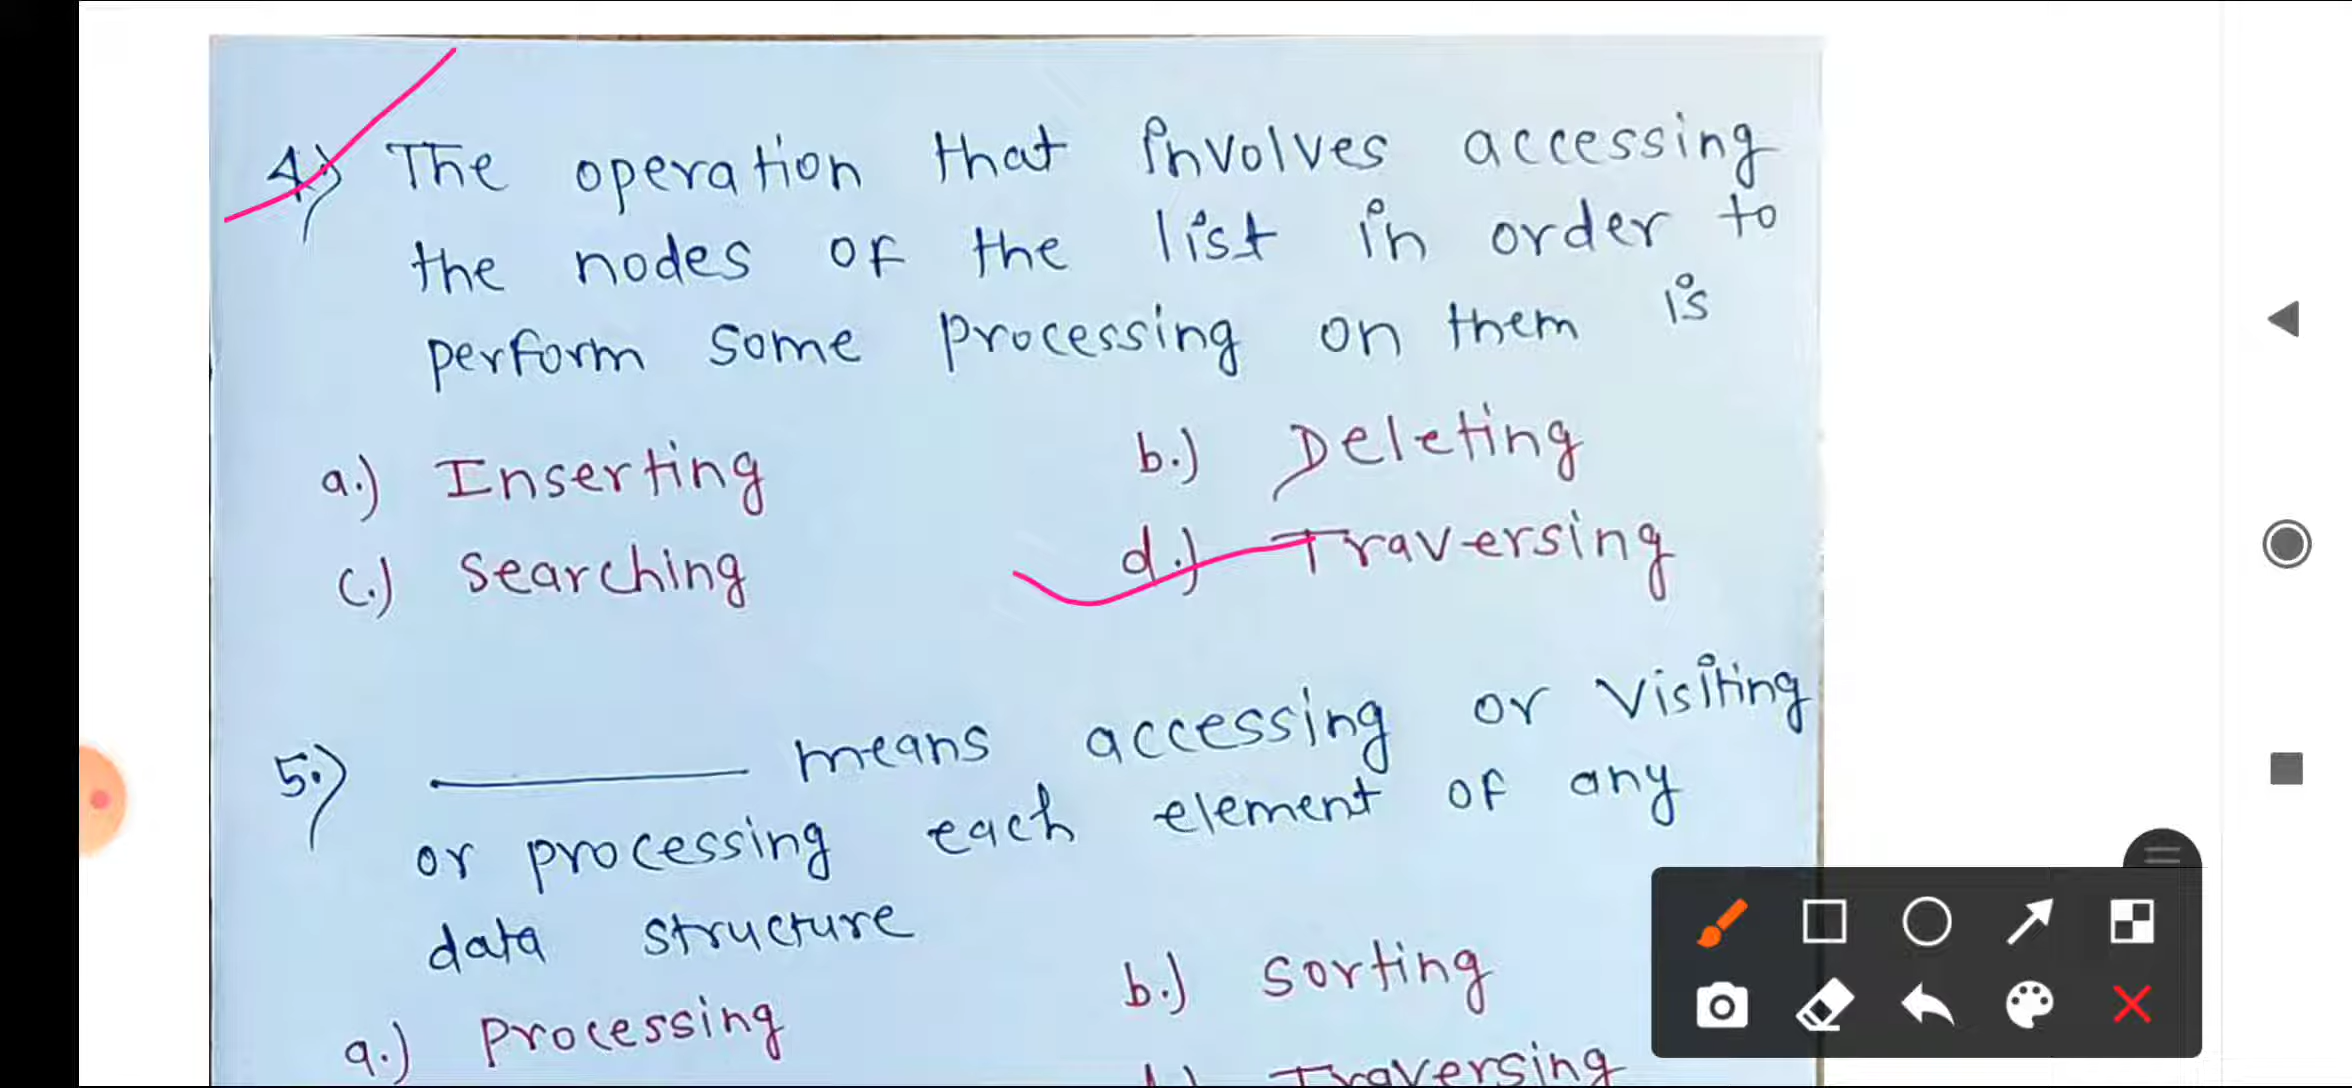 4.) The operation that involves accessing
the nodes of the list in order to
perform some processing on them is
a.) Inserting b.) Deleting
c.) Searching d.) Traversing
5.) ________ means accessing or visiting
or processing each element of any
data structure
a.) Processing b.) Sorting
Traversing